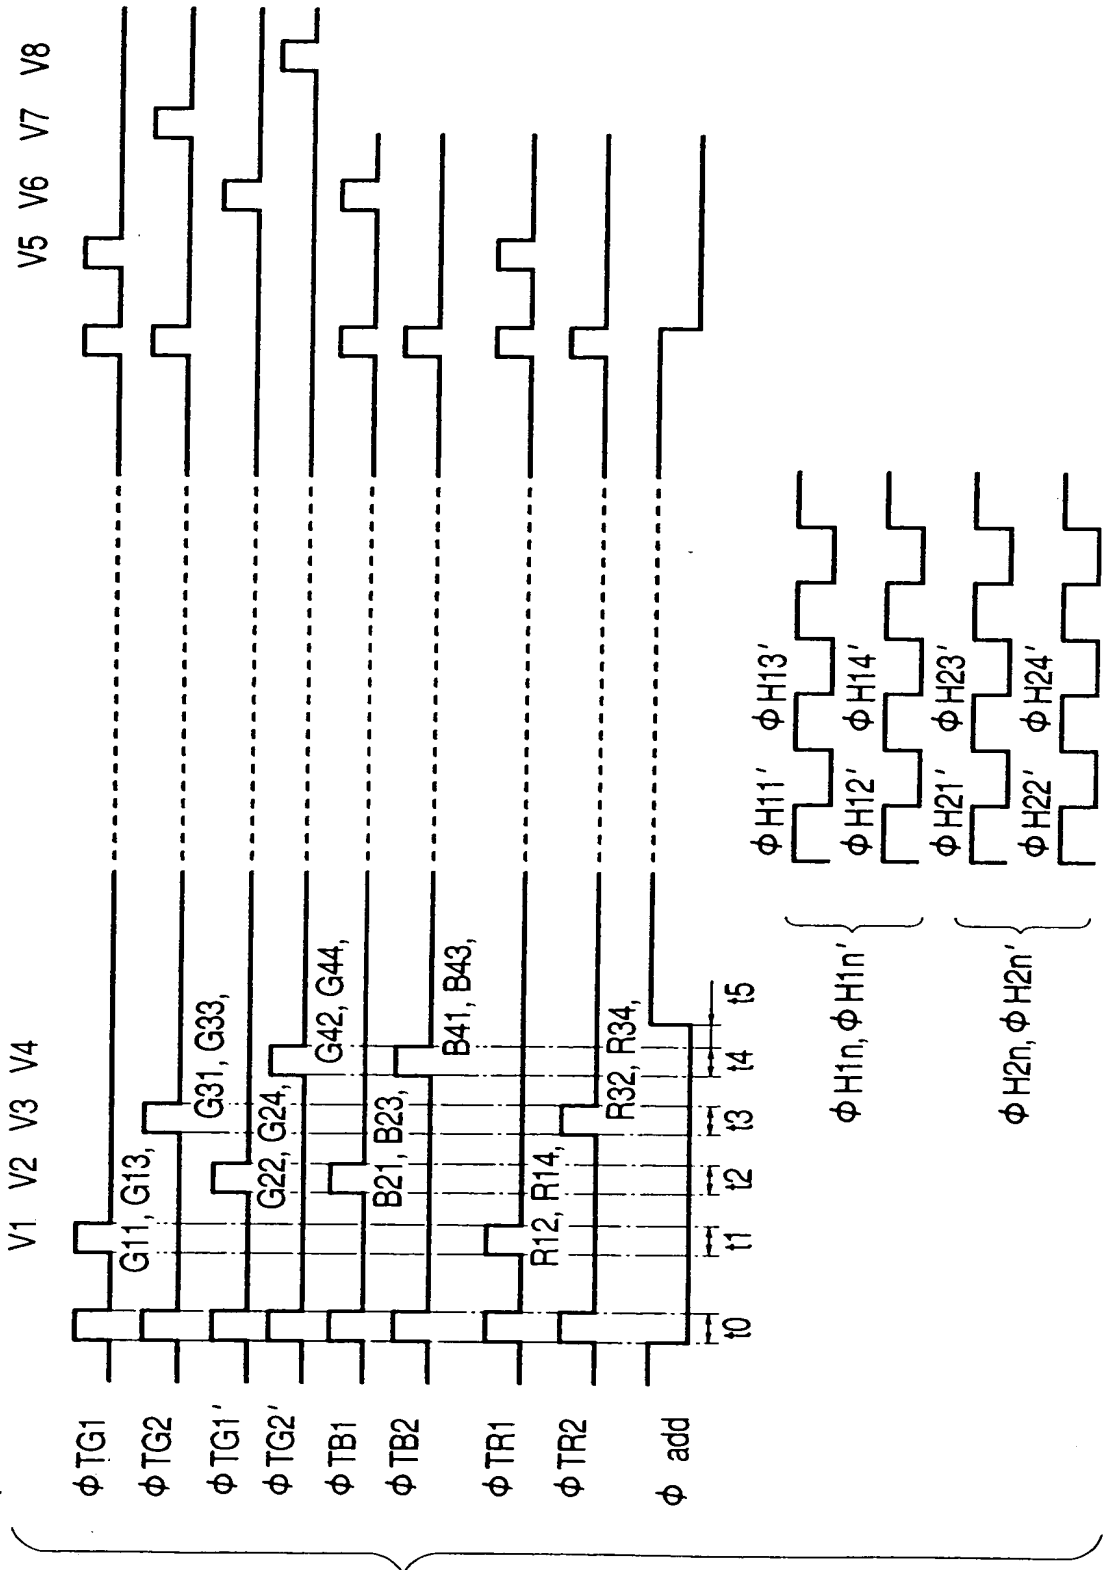 V1 V2 V3 V4 V5 V6 V7 V8
ϕTG1
G11, G13,
ϕTG2
G31, G33,
ϕTG1′
G22, G24,
ϕTG2′
G42, G44,
ϕTB1
B21, B23,
ϕTB2
B41, B43,
ϕTR1
R12, R14,
ϕTR2
R32, R34,
ϕ add
t0 t1 t2 t3 t4 t5
ϕH1n, ϕH1n′
ϕH11′ ϕH13′
ϕH12′ ϕH14′
ϕH2n, ϕH2n′
ϕH21′ ϕH23′
ϕH22′ ϕH24′